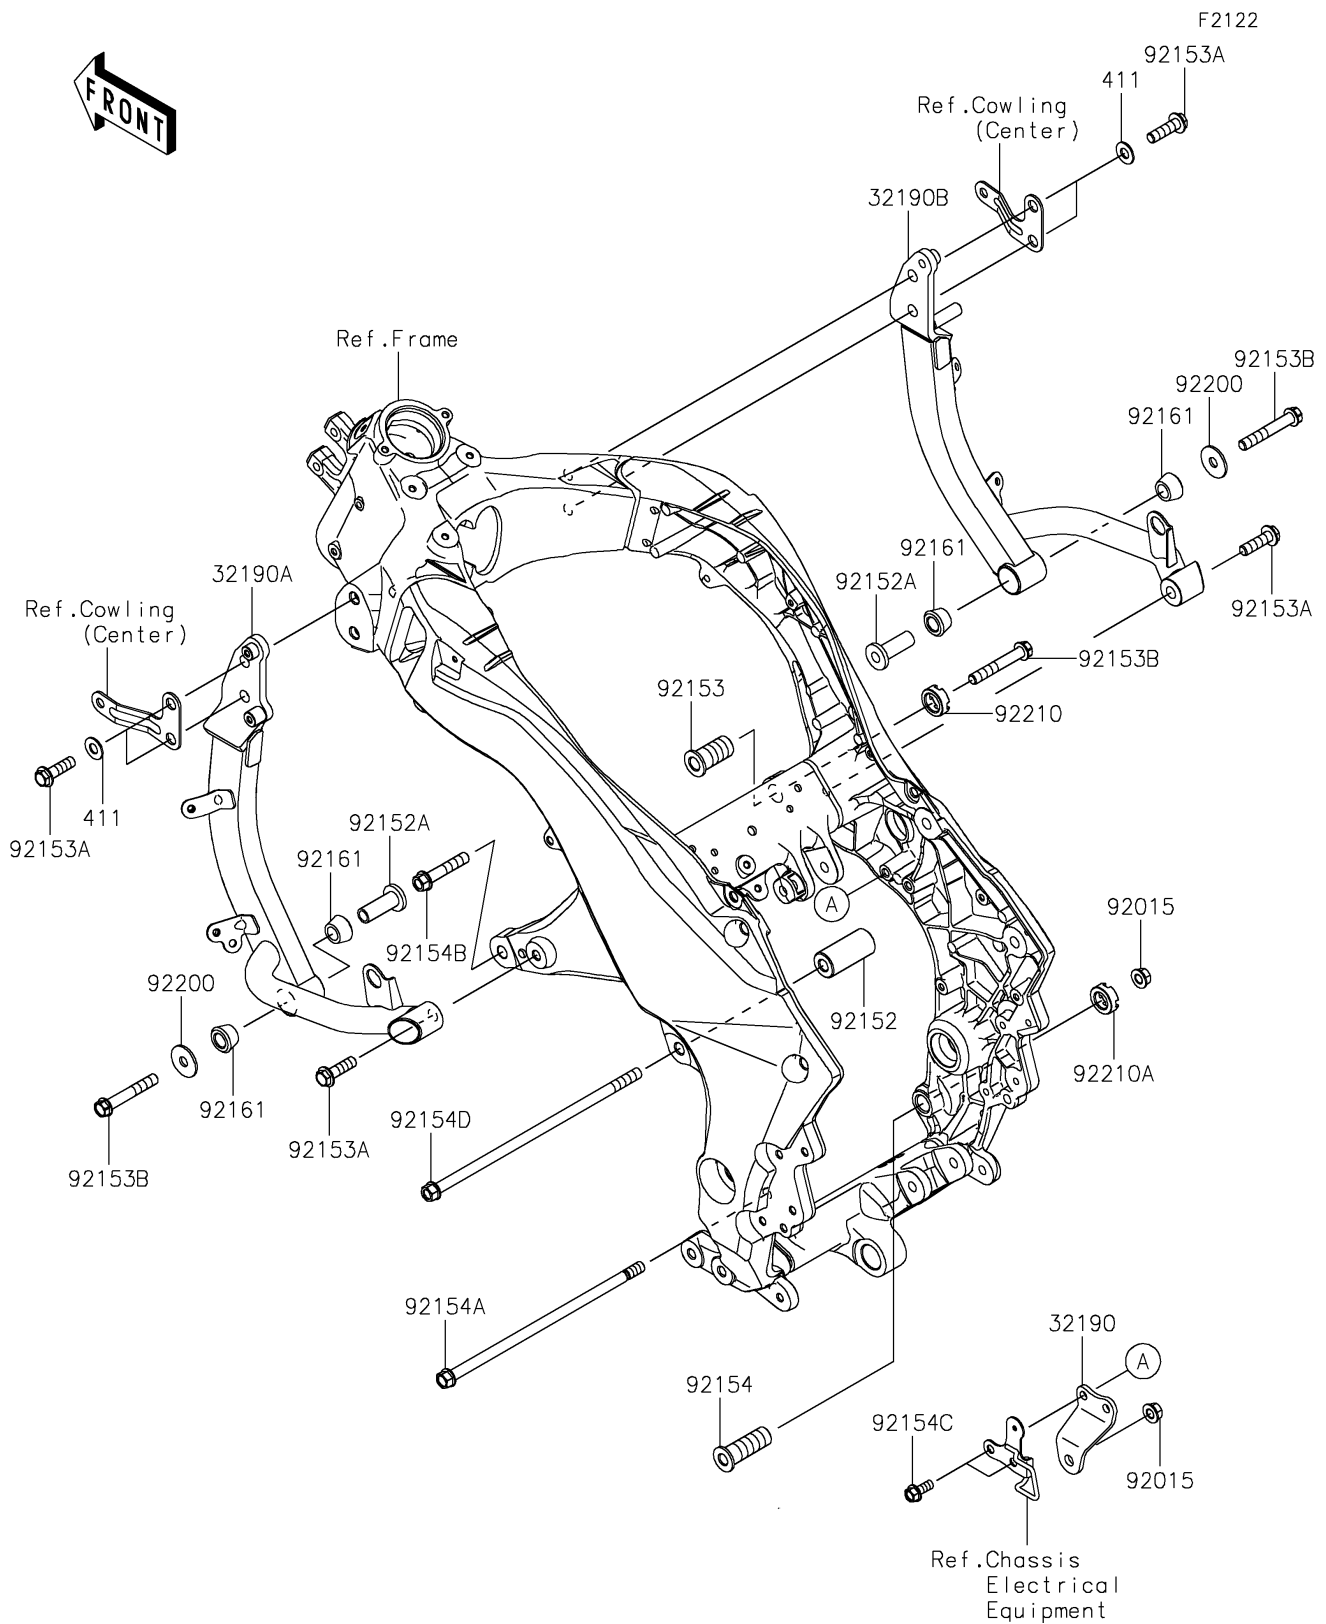 F2122
92153A
411
Ref.Cowling
(Center)
32190B
FRONT
Ref.Frame
92153B
92200
92161
92161
92152A
32190A
Ref.Cowling
(Center)
92153A
92153B
92153
92210
411
92153A
92152A
92161
A
92015
92154B
92200
92152
92210A
92161
92154D
92153A
92153B
92154A
32190
A
92154
92154C
92015
Ref.Chassis
Electrical
Equipment